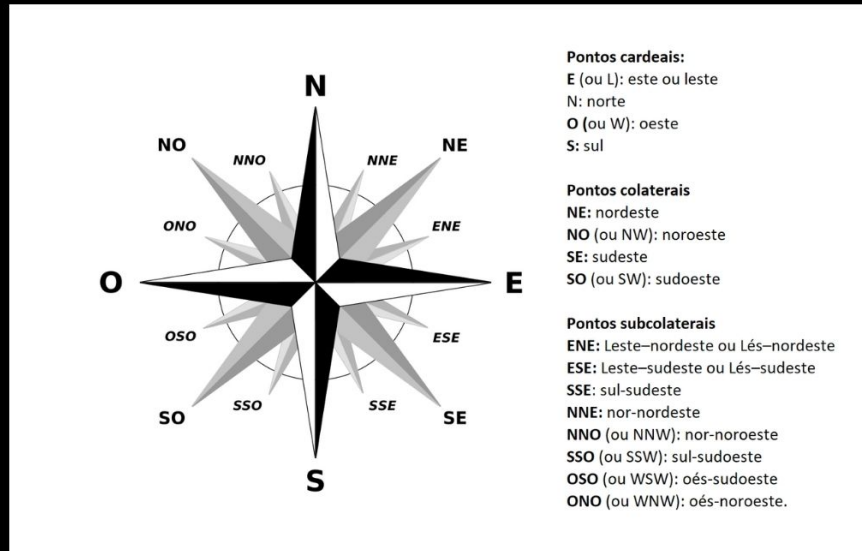 N
NO
NNO
NNE
NE
ONO
ENE
O
E
OSO
ESE
SO
SSO
SSE
SE
S
Pontos cardeais:
E (ou L): este ou leste
N: norte
O (ou W): oeste
S: sul
Pontos colaterais
NE: nordeste
NO (ou NW): noroeste
SE: sudeste
SO (ou SW): sudoeste
Pontos subcolaterais
ENE: Leste–nordeste ou Lés–nordeste
ESE: Leste–sudeste ou Lés–sudeste
SSE: sul-sudeste
NNE: nor-nordeste
NNO (ou NNW): nor-noroeste
SSO (ou SSW): sul-sudoeste
OSO (ou WSW): oés-sudoeste
ONO (ou WNW): oés-noroeste.